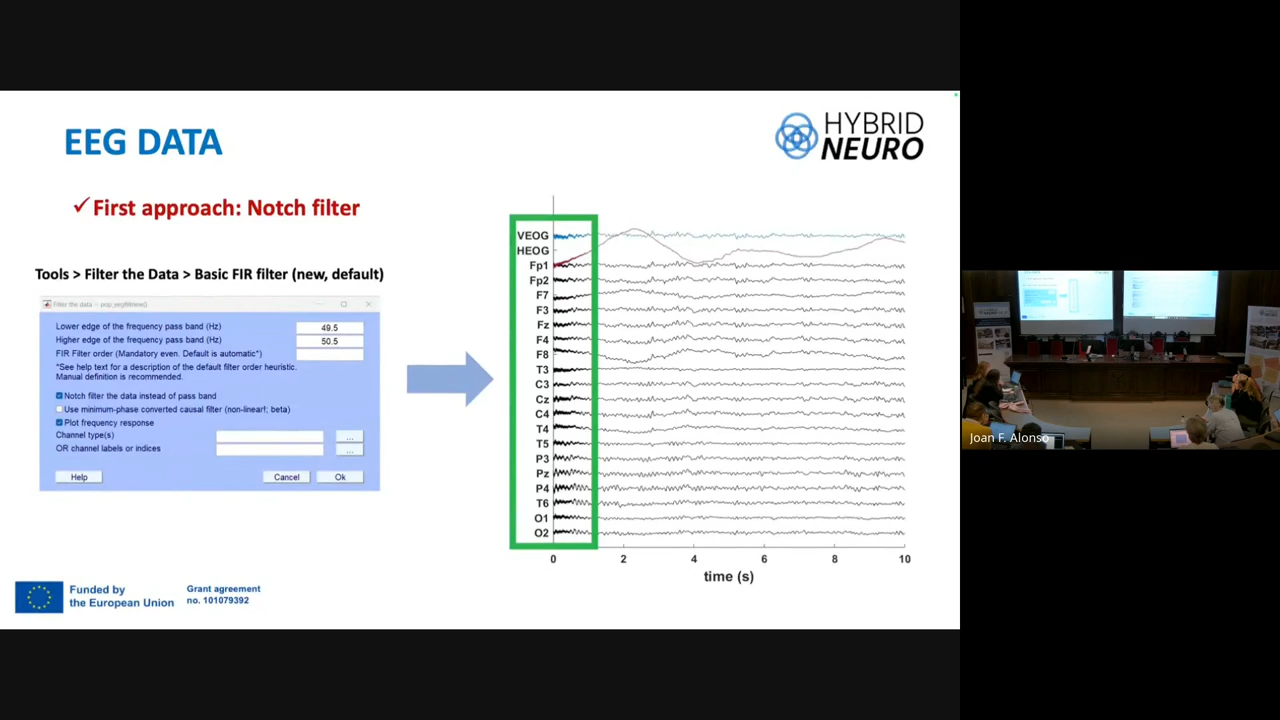 EEG DATA
HYBRID
NEURO
✓First approach: Notch filter
Tools > Filter the Data > Basic FIR filter (new, default)
Filter the data -- pop_eegfiltnew()
Lower edge of the frequency pass band (Hz)
49.5
Higher edge of the frequency pass band (Hz)
50.5
FIR Filter order (Mandatory even. Default is automatic*)
*See help text for a description of the default filter order heuristic.
Manual definition is recommended.
Notch filter the data instead of pass band
Use minimum-phase converted causal filter (non-linear!; beta)
Plot frequency response
Channel type(s)
...
OR channel labels or indices
...
Help
Cancel
Ok
VEOG
HEOG
Fp1
Fp2
F7
F3
Fz
F4
F8
T3
C3
Cz
C4
T4
T5
P3
Pz
P4
T6
O1
O2
0 2 4 6 8 10
time (s)
Funded by
the European Union
Grant agreement
no. 101079392
Joan F. Alonso